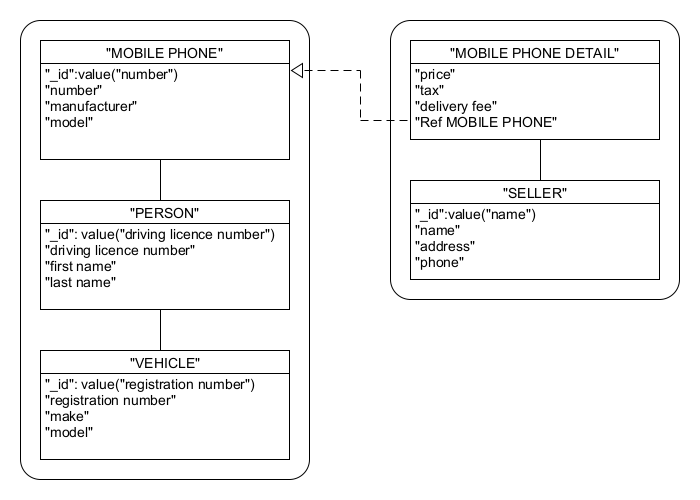 "MOBILE PHONE"
"_id":value("number")
"number"
"manufacturer"
"model"
"PERSON"
"_id": value("driving licence number")
"driving licence number"
"first name"
"last name"
"VEHICLE"
"_id": value("registration number")
"registration number"
"make"
"model"
"MOBILE PHONE DETAIL"
"price"
"tax"
"delivery fee"
"Ref MOBILE PHONE"
"SELLER"
"_id":value("name")
"name"
"address"
"phone"